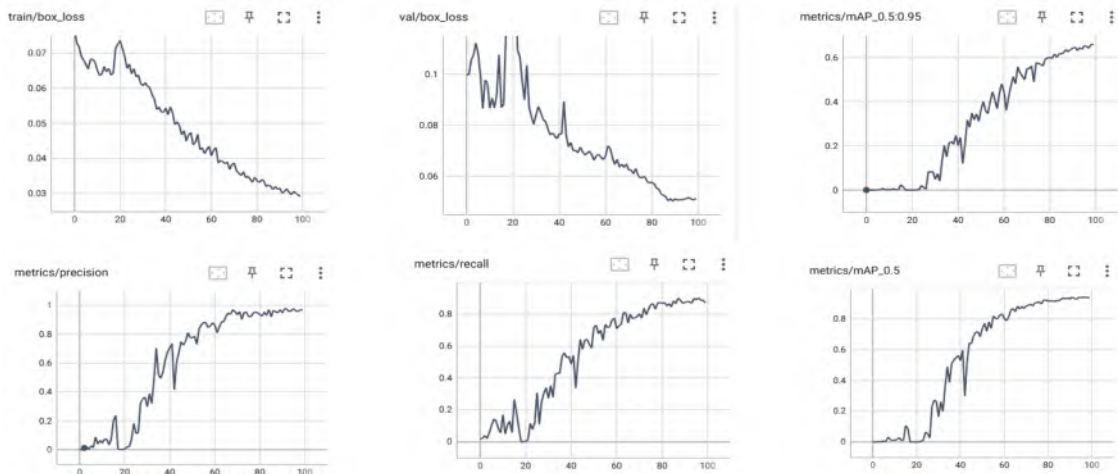 train/box_loss
0.07
0.06
0.05
0.04
0.03
0 20 40 60 80 100
val/box_loss
0.1
0.08
0.06
0 20 40 60 80 100
metrics/mAP_0.5:0.95
0.6
0.4
0.2
0
0 20 40 60 80 100
metrics/precision
1
0.8
0.6
0.4
0.2
0
0 20 40 60 80 100
metrics/recall
0.8
0.6
0.4
0.2
0
0 20 40 60 80 100
metrics/mAP_0.5
0.8
0.6
0.4
0.2
0
0 20 40 60 80 100